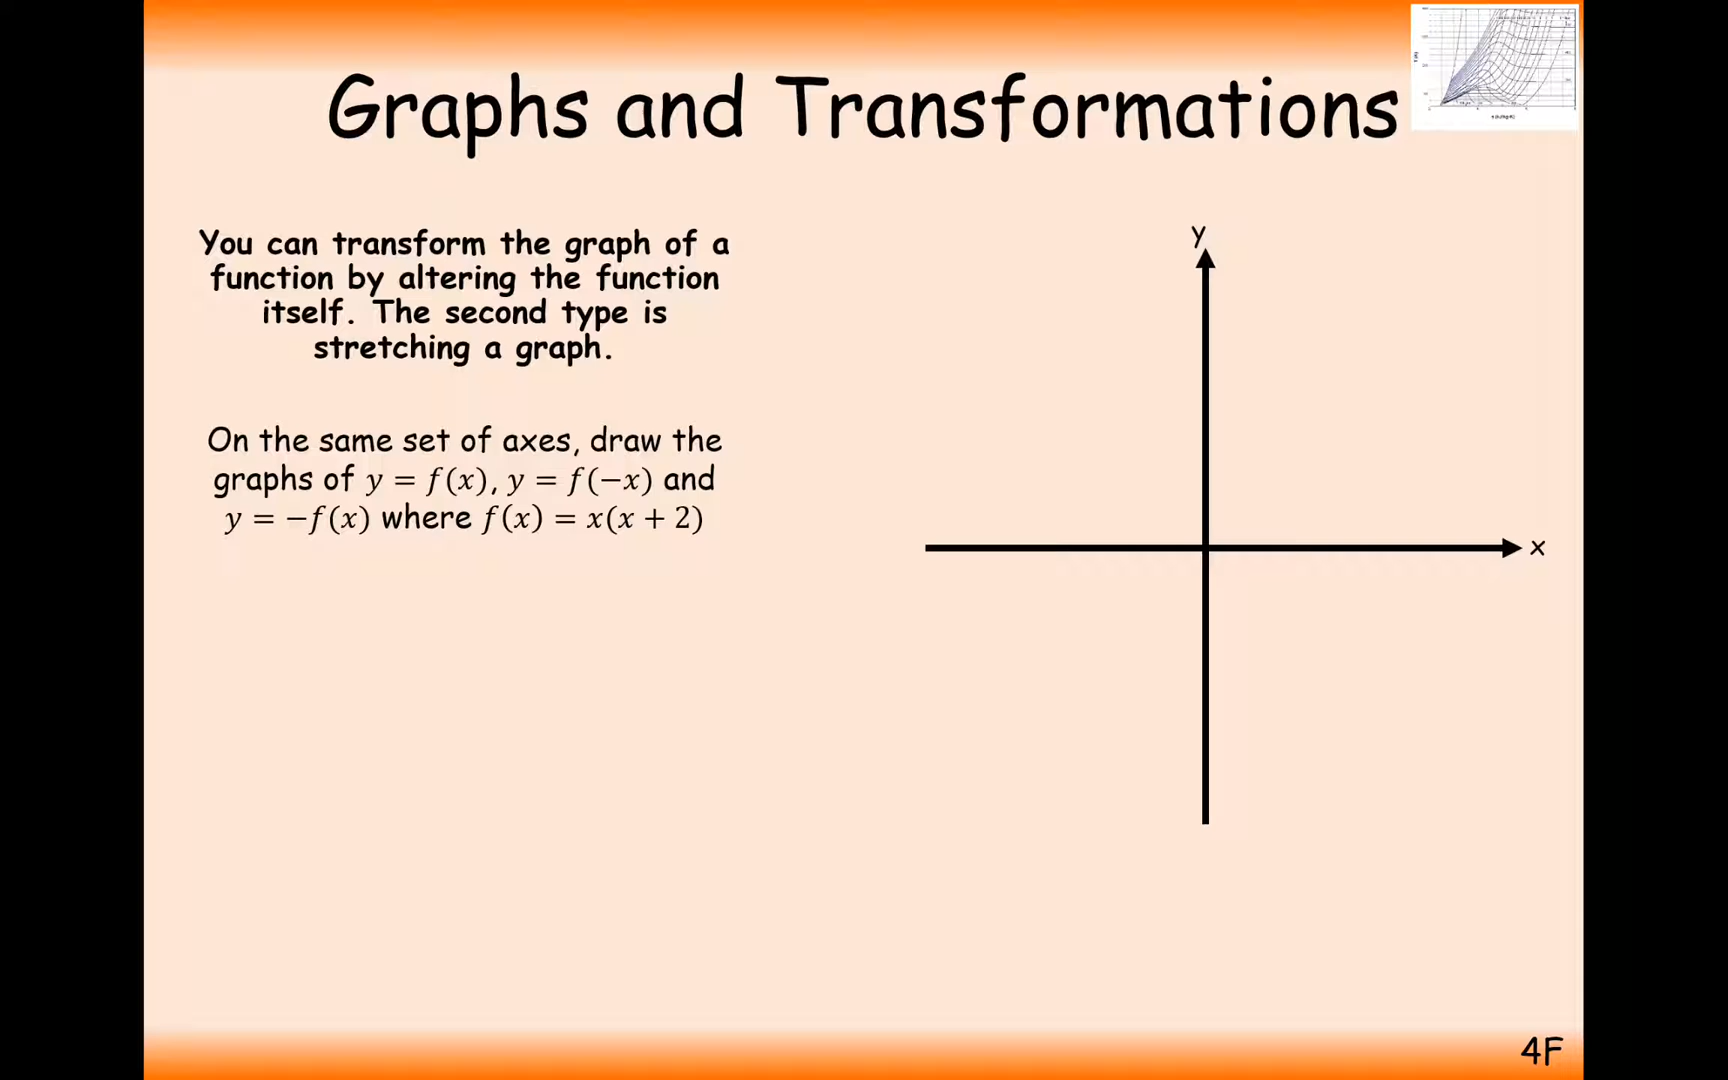 Graphs and Transformations
You can transform the graph of a
function by altering the function
itself. The second type is
stretching a graph.
On the same set of axes, draw the
graphs of y = f(x), y = f(−x) and
y = −f(x) where f(x) = x(x + 2)
y
x
4F